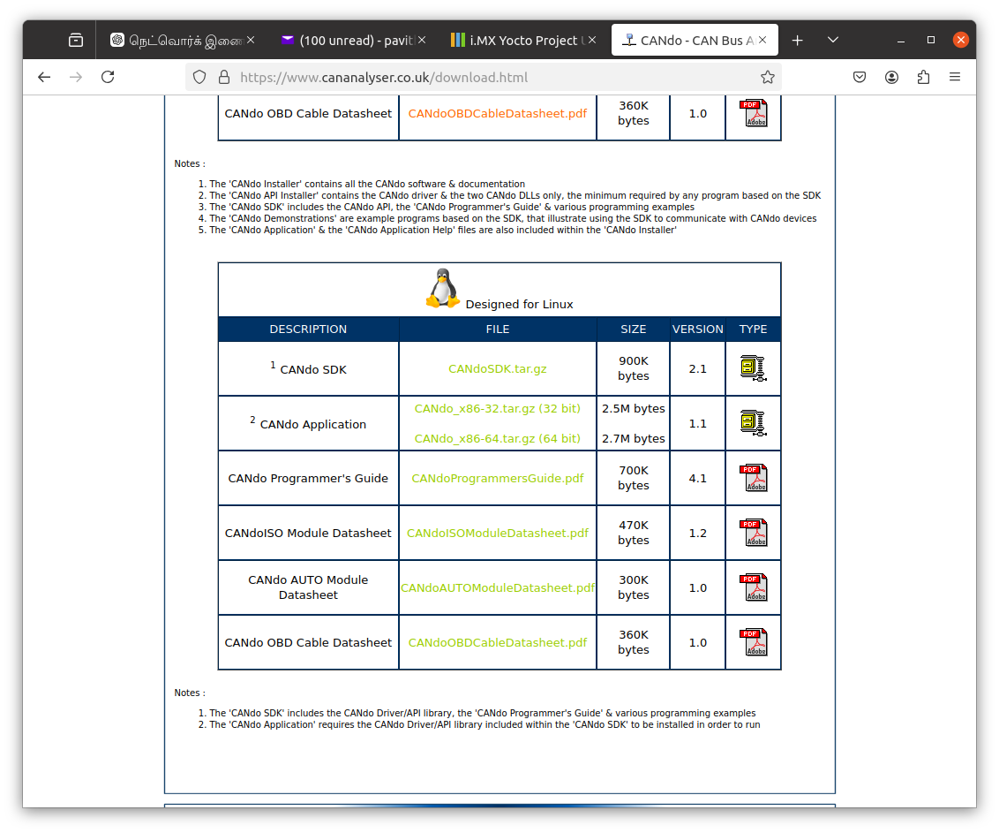 நெட்வொர்க் இணை
(100 unread) - pavit
i.MX Yocto Project
CANdo - CAN Bus A
https://www.cananalyser.co.uk/download.html
CANdo OBD Cable Datasheet CANdoOBDCableDatasheet.pdf 360K bytes 1.0 PDF Adobe
Notes :
1. The 'CANdo Installer' contains all the CANdo software & documentation
2. The 'CANdo API Installer' contains the CANdo driver & the two CANdo DLLs only, the minimum required by any program based on the SDK
3. The 'CANdo SDK' includes the CANdo API, the 'CANdo Programmer's Guide' & various programming examples
4. The 'CANdo Demonstrations' are example programs based on the SDK, that illustrate using the SDK to communicate with CANdo devices
5. The 'CANdo Application' & the 'CANdo Application Help' files are also included within the 'CANdo Installer'
Designed for Linux
DESCRIPTION FILE SIZE VERSION TYPE
1 CANdo SDK CANdoSDK.tar.gz 900K bytes 2.1
2 CANdo Application CANdo_x86-32.tar.gz (32 bit) 2.5M bytes 1.1
CANdo_x86-64.tar.gz (64 bit) 2.7M bytes
CANdo Programmer's Guide CANdoProgrammersGuide.pdf 700K bytes 4.1 PDF Adobe
CANdoISO Module Datasheet CANdoISOModuleDatasheet.pdf 470K bytes 1.2 PDF Adobe
CANdo AUTO Module Datasheet CANdoAUTOModuleDatasheet.pdf 300K bytes 1.0 PDF Adobe
CANdo OBD Cable Datasheet CANdoOBDCableDatasheet.pdf 360K bytes 1.0 PDF Adobe
Notes :
1. The 'CANdo SDK' includes the CANdo Driver/API library, the 'CANdo Programmer's Guide' & various programming examples
2. The 'CANdo Application' requires the CANdo Driver/API library included within the 'CANdo SDK' to be installed in order to run